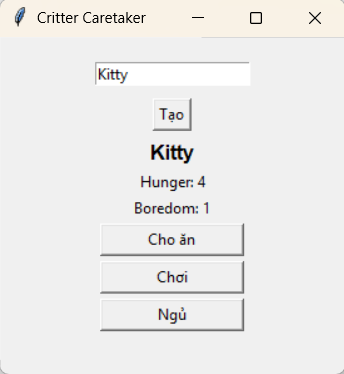 Critter Caretaker
Kitty
Tạo
Kitty
Hunger: 4
Boredom: 1
Cho ăn
Chơi
Ngủ